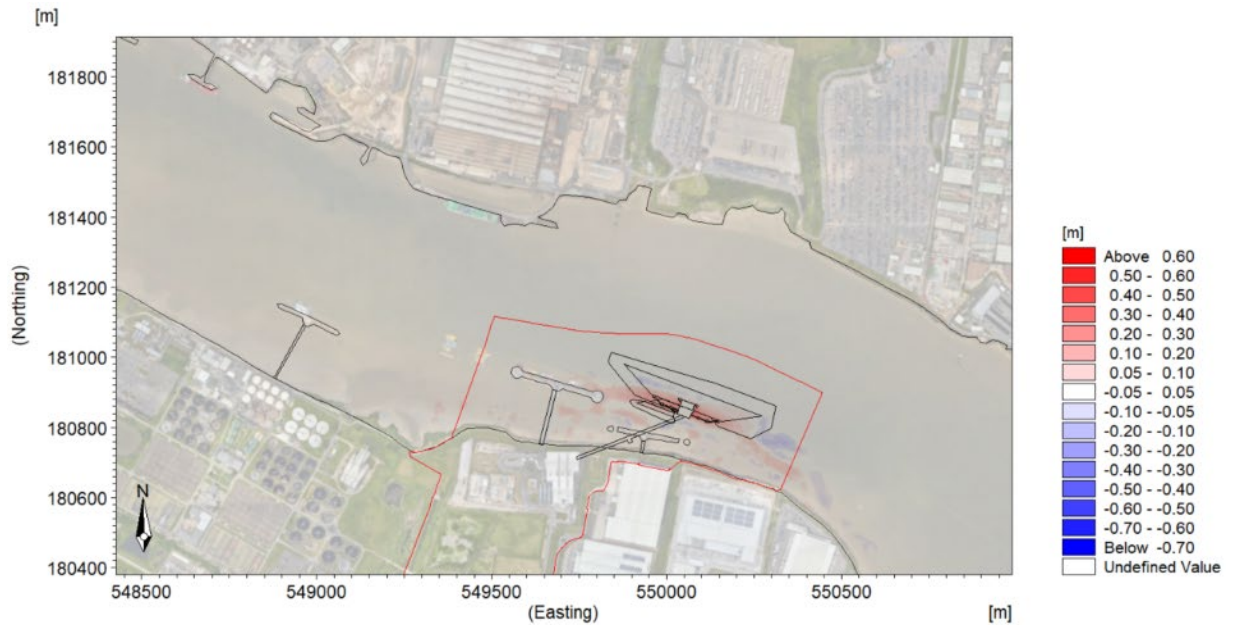 [m]
181800
181600
181400
181200
181000
180800
180600
180400
(Northing)
N
548500 549000 549500 550000 550500
(Easting) [m]
[m]
Above 0.60
0.50 - 0.60
0.40 - 0.50
0.30 - 0.40
0.20 - 0.30
0.10 - 0.20
0.05 - 0.10
-0.05 - 0.05
-0.10 - -0.05
-0.20 - -0.10
-0.30 - -0.20
-0.40 - -0.30
-0.50 - -0.40
-0.60 - -0.50
-0.70 - -0.60
Below -0.70
Undefined Value